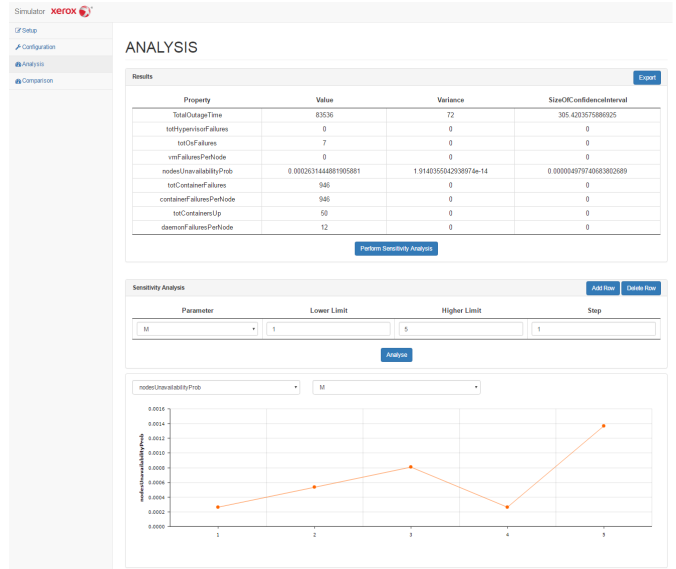 Simulator xerox
Setup
Configuration
Analysis
Comparison
ANALYSIS
Results Export
Property Value Variance SizeOfConfidenceInterval
TotalOutageTime 83536 72 305.4203575886925
totHypervisorFailures 0 0 0
totOsFailures 7 0 0
vmFailuresPerNode 0 0 0
nodesUnavailabilityProb 0.0002631444881905881 1.9140355042938974e-14 0.000004979740683802689
totContainerFailures 946 0 0
containerFailuresPerNode 946 0 0
totContainersUp 50 0 0
daemonFailuresPerNode 12 0 0
Perform Sensitivity Analysis
Sensitivity Analysis Add Row Delete Row
Parameter Lower Limit Higher Limit Step
M 1 5 1
Analyse
nodesUnavailabilityProb M
nodesUnavailabilityProb
0.0016
0.0014
0.0012
0.0010
0.0008
0.0006
0.0004
0.0002
0.0000
1 2 3 4 5